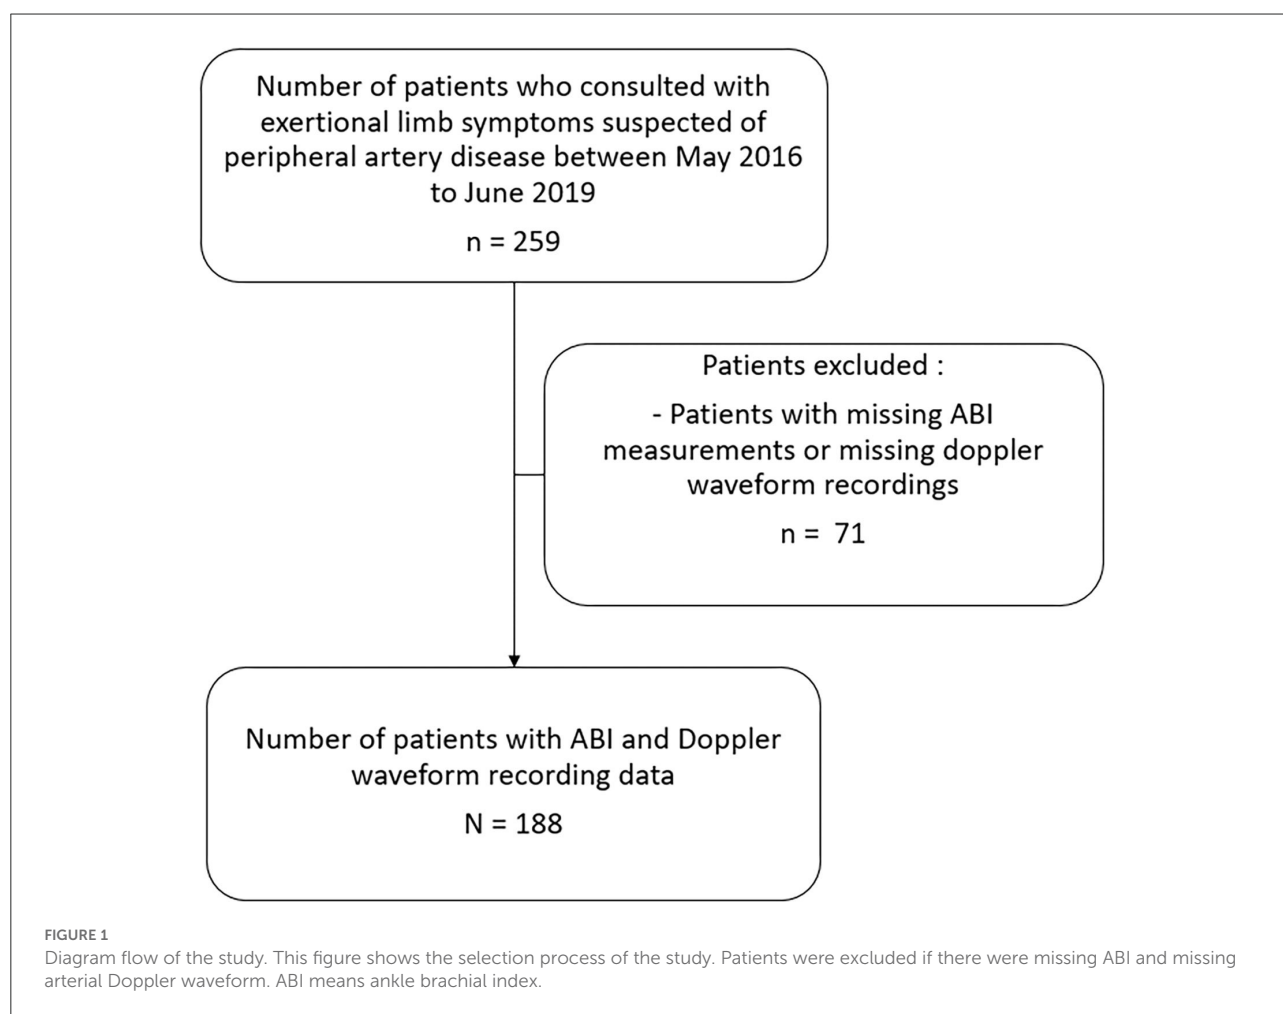 Number of patients who consulted with
exertional limb symptoms suspected of
peripheral artery disease between May 2016
to June 2019
n = 259
Patients excluded :
- Patients with missing ABI
measurements or missing doppler
waveform recordings
n =  71
Number of patients with ABI and Doppler
waveform recording data
N = 188
FIGURE 1
Diagram flow of the study. This figure shows the selection process of the study. Patients were excluded if there were missing ABI and missing
arterial Doppler waveform. ABI means ankle brachial index.